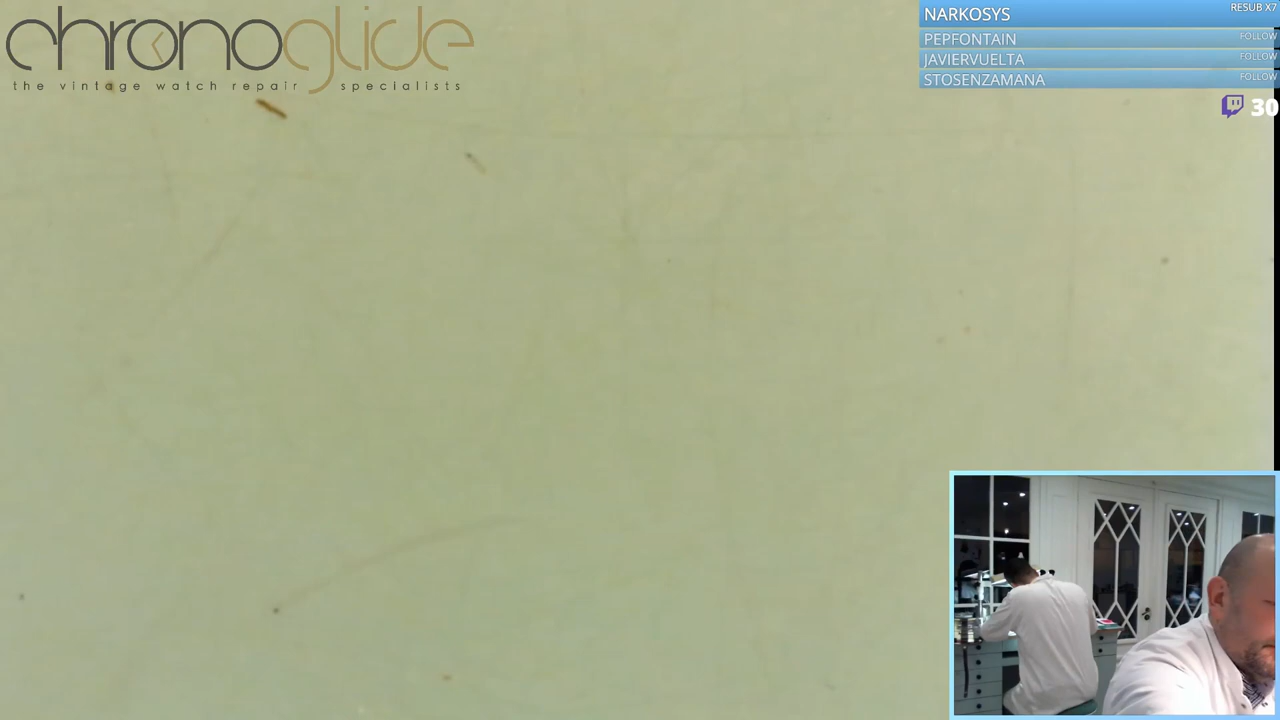 chronoglide
the vintage watch repair specialists
NARKOSYS RESUB X7
PEPFONTAIN FOLLOW
JAVIERVUELTA FOLLOW
STOSENZAMANA FOLLOW
30